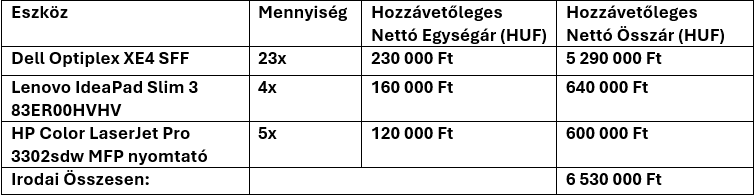 Eszköz Mennyiség Hozzávetőleges Hozzávetőleges
Nettó Egységár (HUF) Nettó Összár (HUF)
Dell Optiplex XE4 SFF 23x 230 000 Ft 5 290 000 Ft
Lenovo IdeaPad Slim 3 4x 160 000 Ft 640 000 Ft
83ER00HVHV
HP Color LaserJet Pro 5x 120 000 Ft 600 000 Ft
3302sdw MFP nyomtató
Irodai Összesen: 6 530 000 Ft